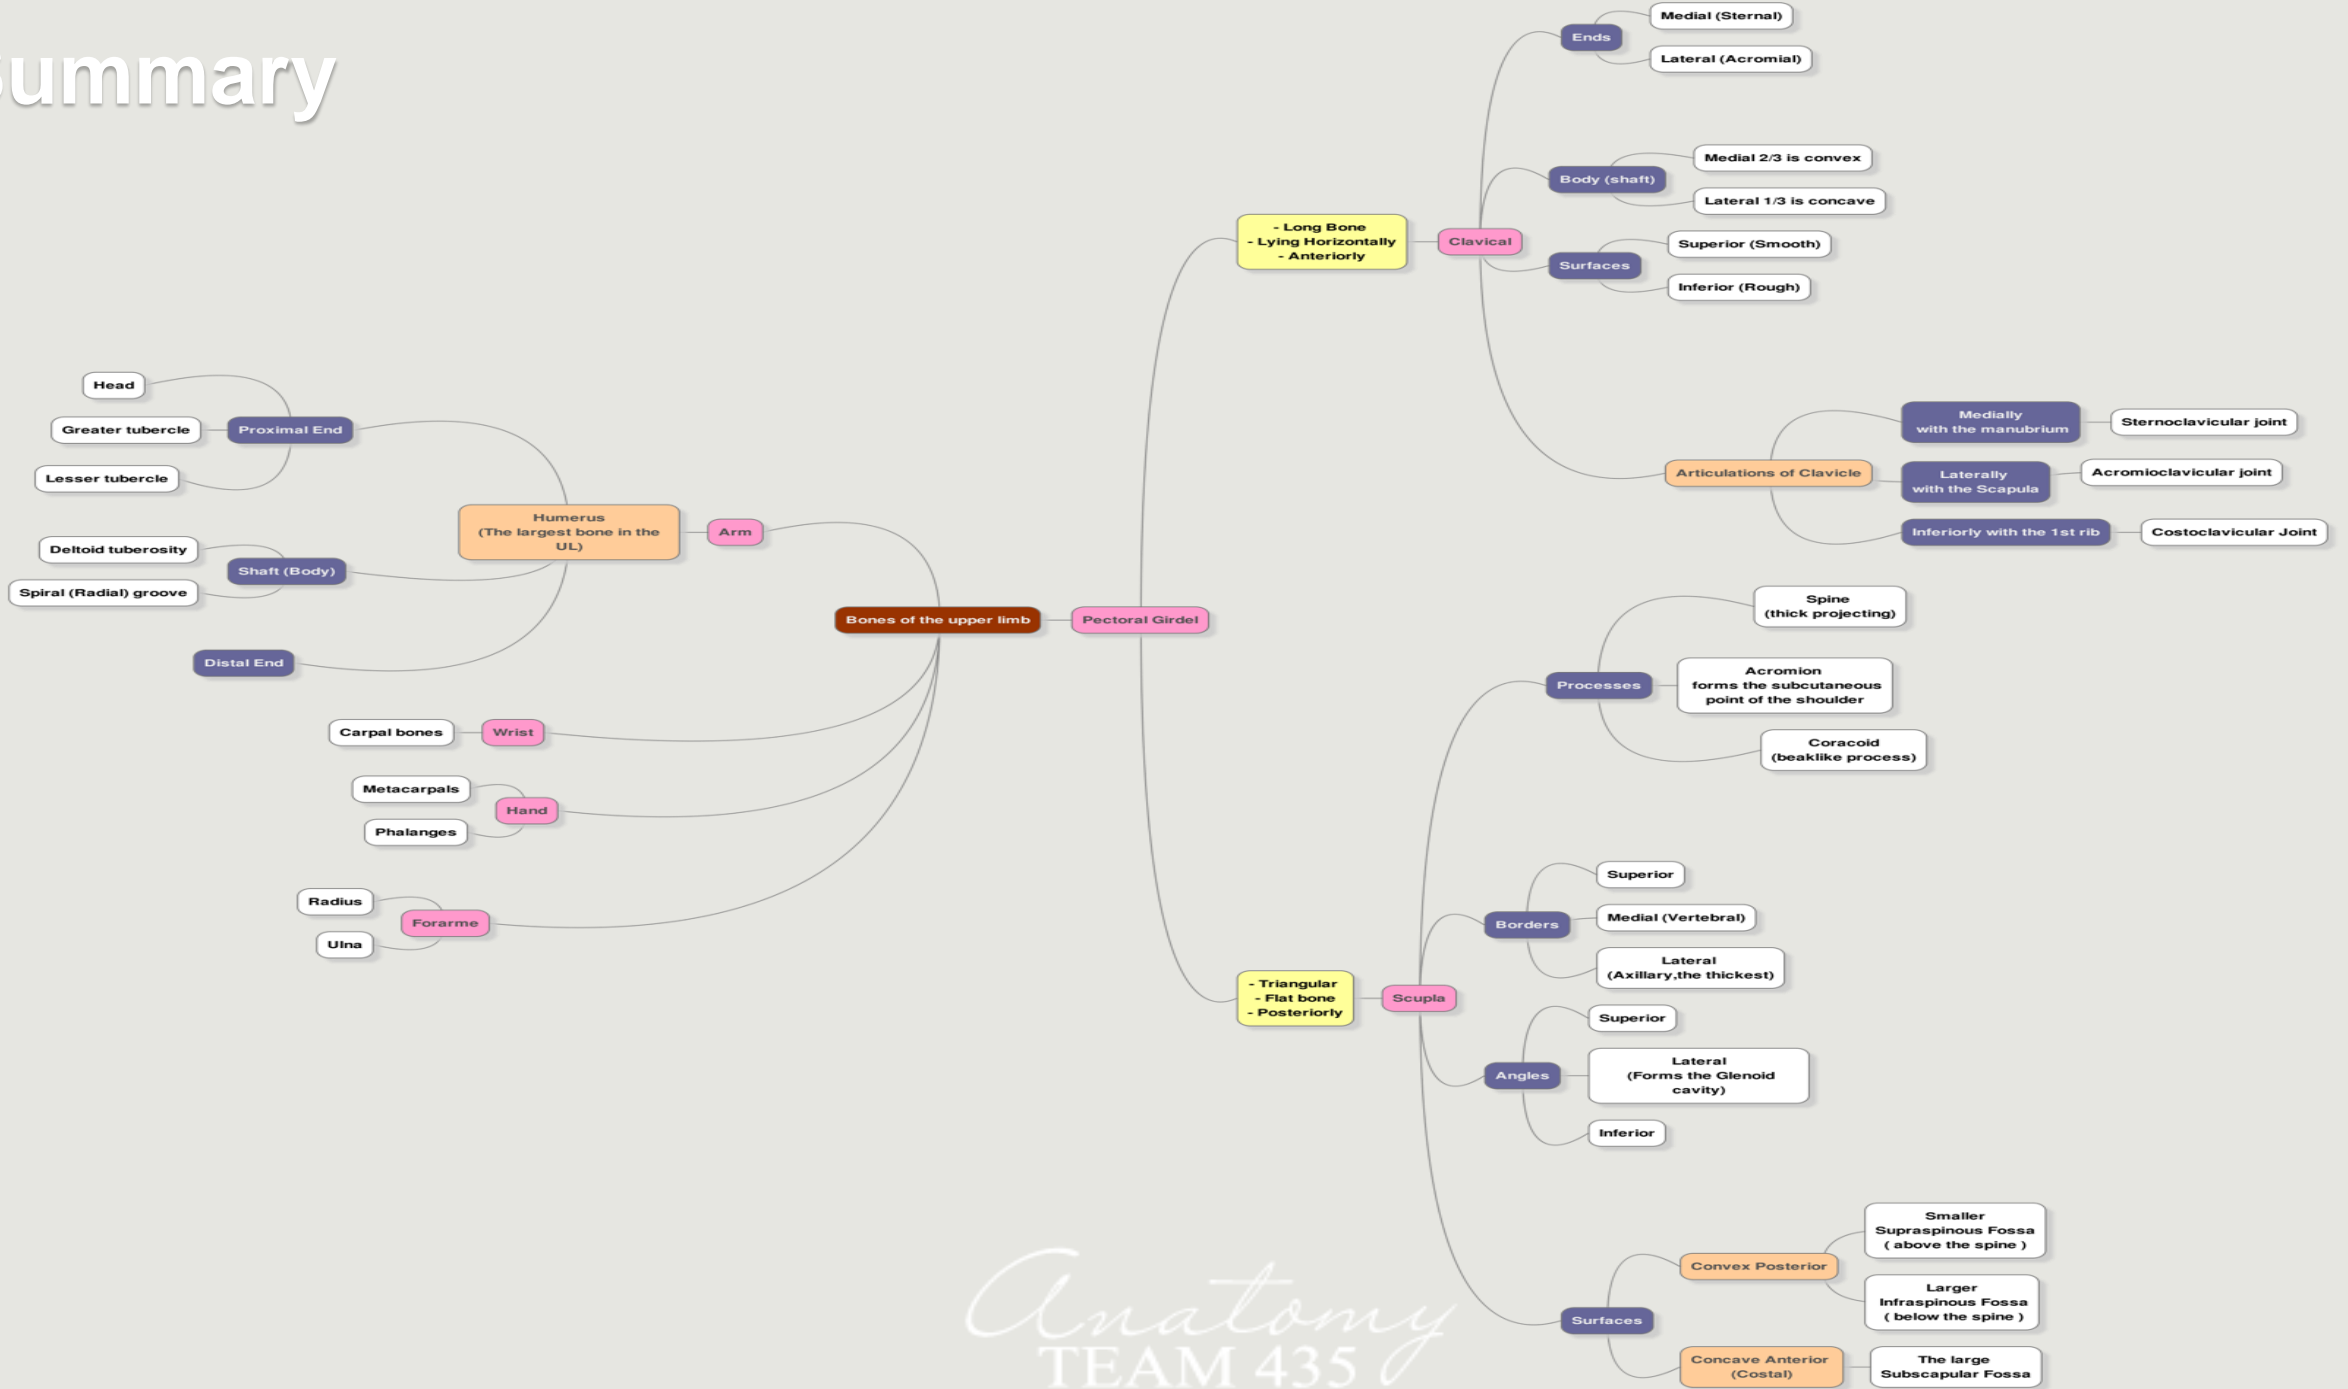 Summary
Bones of the upper limb
Pectoral Girdel
- Long Bone
- Lying Horizontally
- Anteriorly
Clavical
Ends
Medial (Sternal)
Lateral (Acromial)
Body (shaft)
Medial 2/3 is convex
Lateral 1/3 is concave
Surfaces
Superior (Smooth)
Inferior (Rough)
Articulations of Clavicle
Medially
with the manubrium
Sternoclavicular joint
Laterally
with the Scapula
Acromioclavicular joint
Inferiorly with the 1st rib
Costoclavicular Joint
- Triangular
- Flat bone
- Posteriorly
Scupla
Processes
Spine
(thick projecting)
Acromion
forms the subcutaneous
point of the shoulder
Coracoid
(beaklike process)
Borders
Superior
Medial (Vertebral)
Lateral
(Axillary,the thickest)
Angles
Superior
Lateral
(Forms the Glenoid
cavity)
Inferior
Surfaces
Convex Posterior
Smaller
Supraspinous Fossa
( above the spine )
Larger
Infraspinous Fossa
( below the spine )
Concave Anterior
(Costal)
The large
Subscapular Fossa
Arm
Humerus
(The largest bone in the
UL)
Proximal End
Head
Greater tubercle
Lesser tubercle
Shaft (Body)
Deltoid tuberosity
Spiral (Radial) groove
Distal End
Wrist
Carpal bones
Hand
Metacarpals
Phalanges
Forarme
Radius
Ulna
Anatomy
TEAM 435